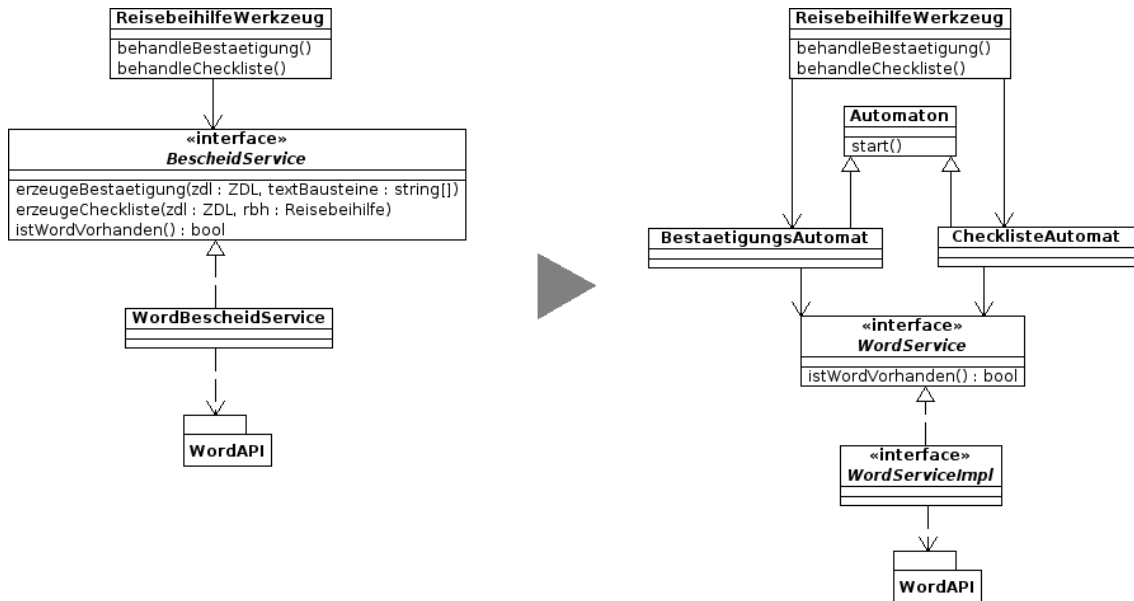 ReisebeihilfeWerkzeug
behandleBestaetigung()
behandleCheckliste()
«interface»
BescheidService
erzeugeBestaetigung(zdl : ZDL, textBausteine : string[])
erzeugeCheckliste(zdl : ZDL, rbh : Reisebeihilfe)
istWordVorhanden() : bool
WordBescheidService
WordAPI
ReisebeihilfeWerkzeug
behandleBestaetigung()
behandleCheckliste()
Automaton
start()
BestaetigungsAutomat
ChecklisteAutomat
«interface»
WordService
istWordVorhanden() : bool
«interface»
WordServiceImpl
WordAPI